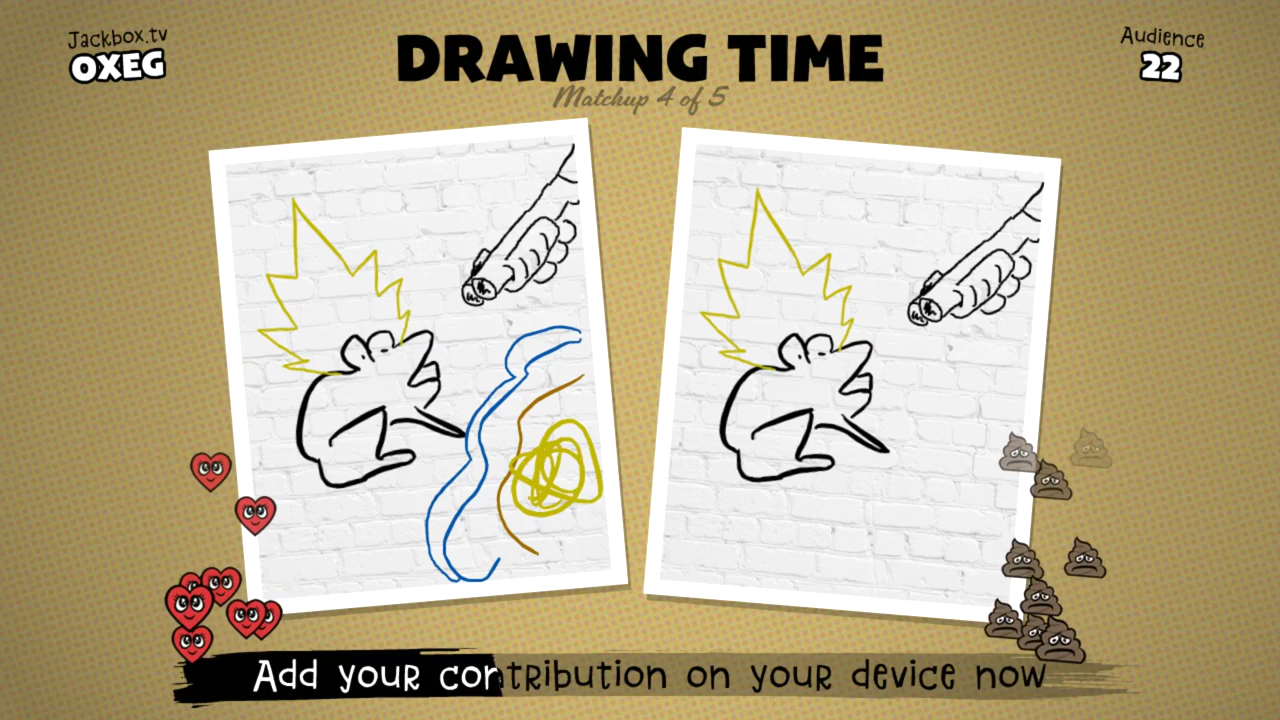 Jackbox.tv
OXEG
DRAWING TIME
Matchup 4 of 5
Audience
22
Add your contribution on your device now